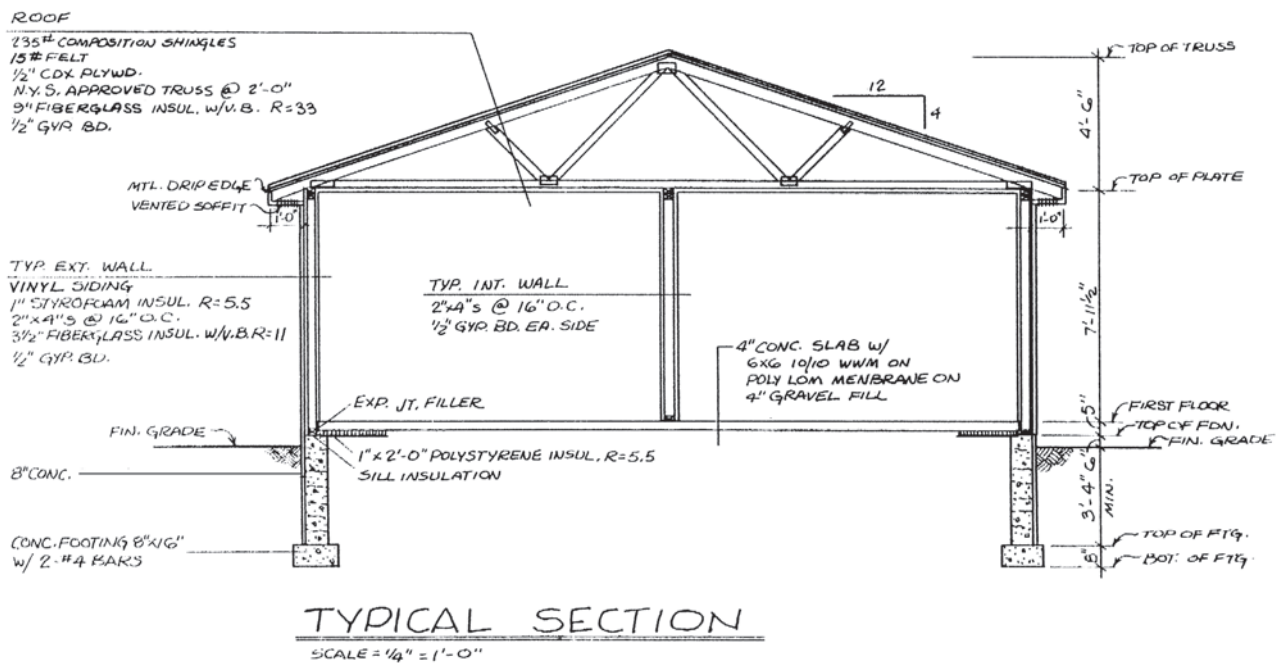 ROOF
235# COMPOSITION SHINGLES
15# FELT
1/2" CDX PLYWD.
N.Y.S. APPROVED TRUSS @ 2'-0"
9" FIBERGLASS INSUL. W/V.B. R=33
1/2" GYP. BD.
12
4
TOP OF TRUSS
4'-6"
MTL. DRIP EDGE
VENTED SOFFIT
1'-0"
1'-0"
TOP OF PLATE
TYP. EXT. WALL
VINYL SIDING
1" STYROFOAM INSUL. R=5.5
2"x4"s @ 16" O.C.
3 1/2" FIBERGLASS INSUL. W/V.B. R=11
1/2" GYP. BD.
TYP. INT. WALL
2"x4"s @ 16" O.C.
1/2" GYP. BD. EA. SIDE
7'-11 1/2"
4" CONC. SLAB W/
6X6 10/10 WWM ON
POLY LOM MENBRANE ON
4" GRAVEL FILL
EXP. JT. FILLER
FIN. GRADE
1" x 2'-0" POLYSTYRENE INSUL. R=5.5
SILL INSULATION
8" CONC.
CONC. FOOTING 8"x16"
W/ 2-#4 BARS
5"
FIRST FLOOR
TOP OF FDN.
FIN. GRADE
6"
3'-4"
MIN.
TOP OF FTG.
8"
BOT. OF FTG.
TYPICAL SECTION
SCALE = 1/4" = 1'-0"